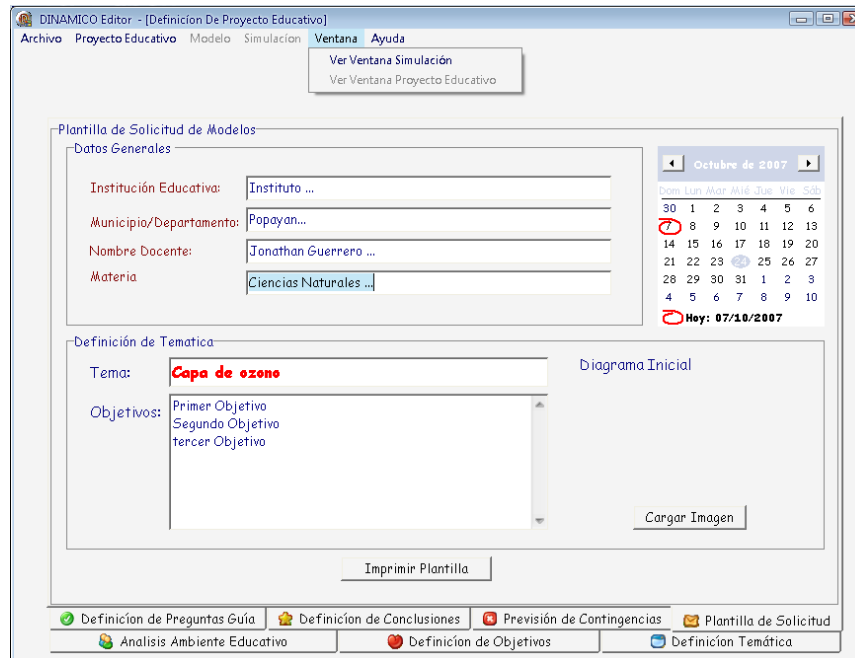 DINAMICO Editor - [Definicíon De Proyecto Educativo]
Archivo Proyecto Educativo Modelo Simulacíon Ventana Ayuda
Ver Ventana Simulación
Ver Ventana Proyecto Educativo
Plantilla de Solicitud de Modelos
Datos Generales
Institución Educativa: Instituto ...
Municipio/Departamento: Popayan...
Nombre Docente: Jonathan Guerrero ...
Materia Ciencias Naturales ...
Octubre de 2007
Dom Lun Mar Mié Jue Vie Sáb
30 1 2 3 4 5 6
7 8 9 10 11 12 13
14 15 16 17 18 19 20
21 22 23 24 25 26 27
28 29 30 31 1 2 3
4 5 6 7 8 9 10
Hoy: 07/10/2007
Definición de Tematica
Tema: Capa de ozono
Diagrama Inicial
Objetivos: Primer Objetivo
Segundo Objetivo
tercer Objetivo
Cargar Imagen
Imprimir Plantilla
Definicíon de Preguntas Guía Definicíon de Conclusiones Previsión de Contingencias Plantilla de Solicitud
Analisis Ambiente Educativo Definicíon de Objetivos Definicíon Temática